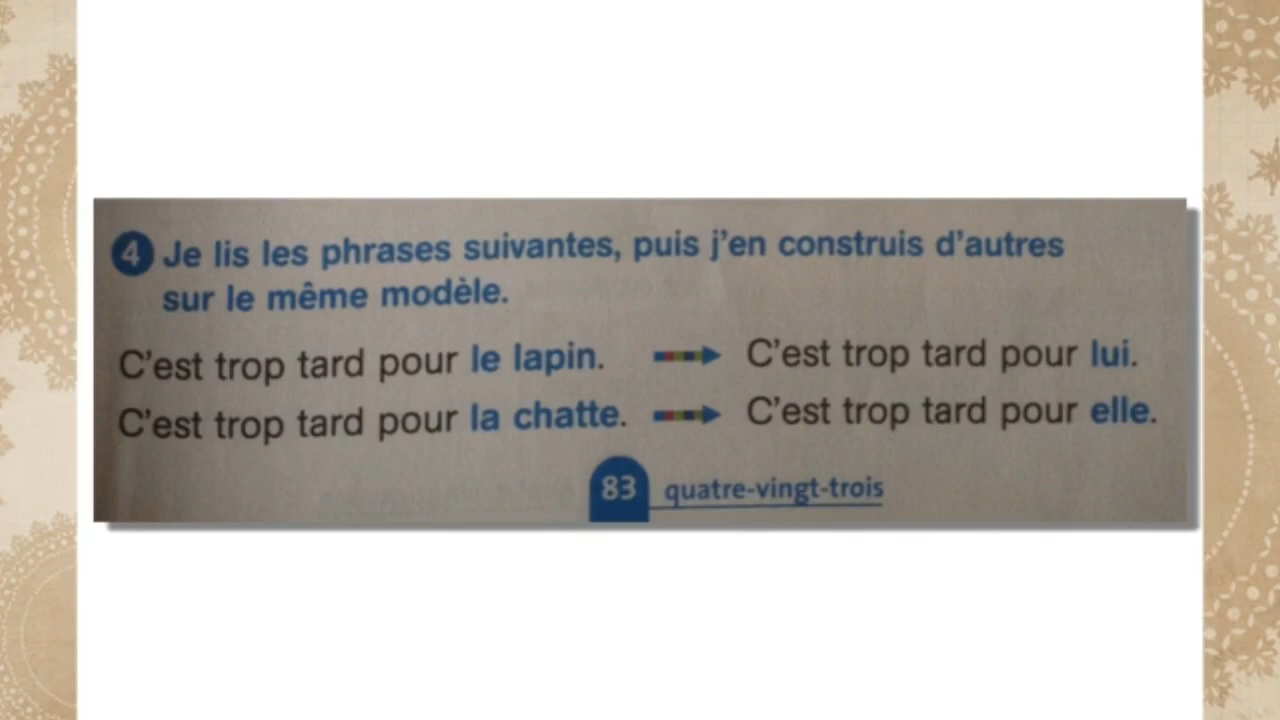 4 Je lis les phrases suivantes, puis j'en construis d'autres
sur le même modèle.
C'est trop tard pour le lapin. C'est trop tard pour lui.
C'est trop tard pour la chatte. C'est trop tard pour elle.
83 quatre-vingt-trois